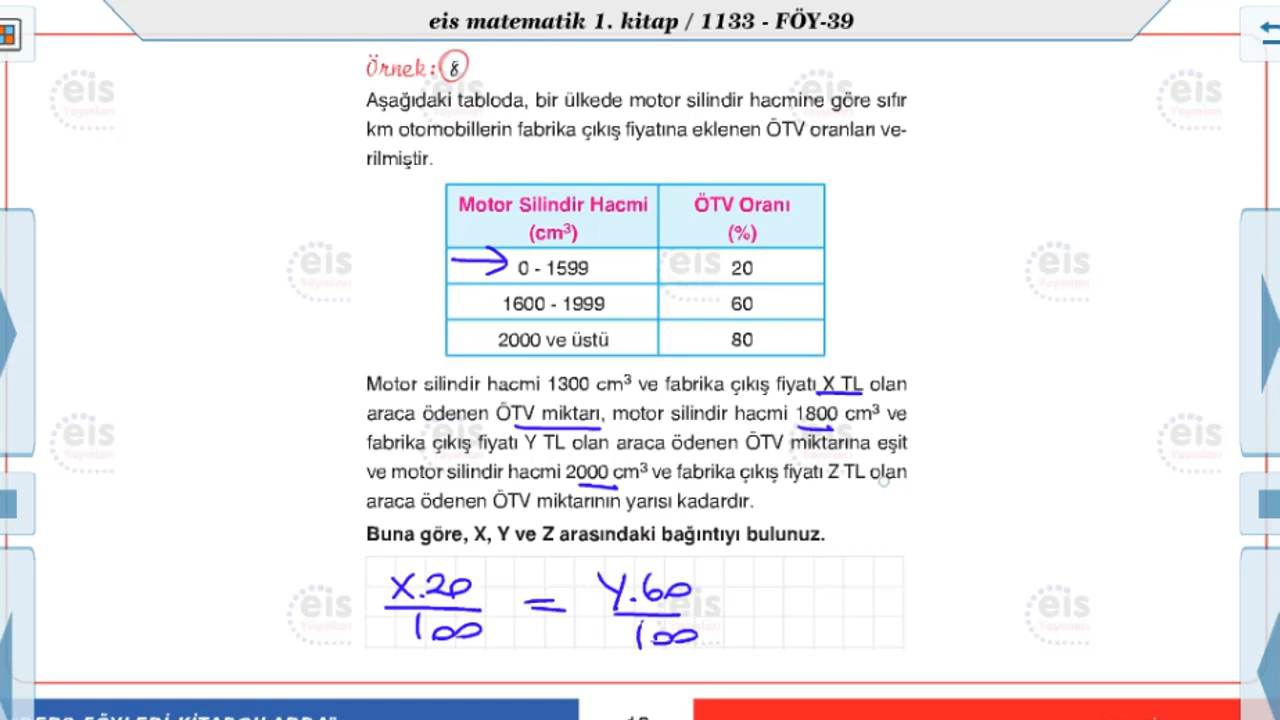 eis matematik 1. kitap / 1133 - FÖY-39
Örnek: 8
Aşağıdaki tabloda, bir ülkede motor silindir hacmine göre sıfır
km otomobillerin fabrika çıkış fiyatına eklenen ÖTV oranları ve-
rilmiştir.
Motor Silindir Hacmi (cm³) ÖTV Oranı (%)
0 - 1599 20
1600 - 1999 60
2000 ve üstü 80
Motor silindir hacmi 1300 cm³ ve fabrika çıkış fiyatı X TL olan
araca ödenen ÖTV miktarı, motor silindir hacmi 1800 cm³ ve
fabrika çıkış fiyatı Y TL olan araca ödenen ÖTV miktarına eşit
ve motor silindir hacmi 2000 cm³ ve fabrika çıkış fiyatı Z TL olan
araca ödenen ÖTV miktarının yarısı kadardır.
Buna göre, X, Y ve Z arasındaki bağıntıyı bulunuz.
X.20/100 = Y.60/100